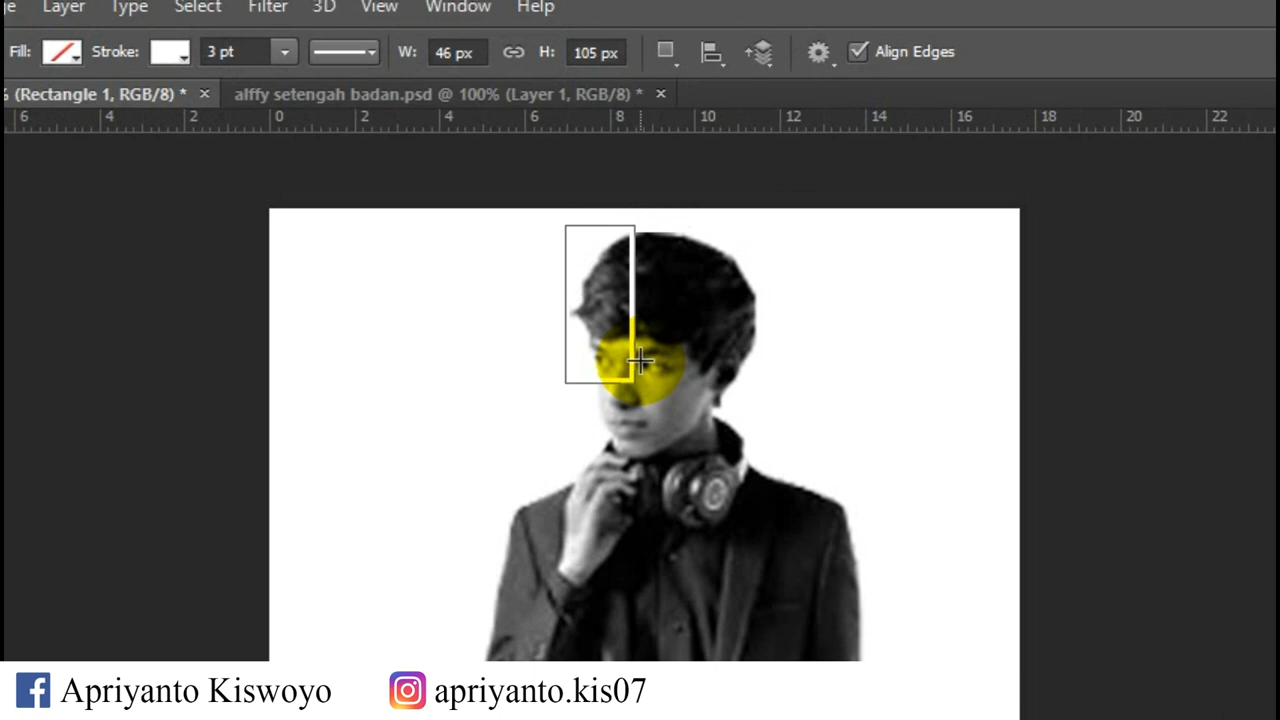 Layer Type Select Filter 3D View Window Help
Fill: Stroke: 3 pt W: 46 px H: 105 px Align Edges
(Rectangle 1, RGB/8) * × alffy setengah badan.psd @ 100% (Layer 1, RGB/8) * ×
6 4 2 0 2 4 6 8 10 12 14 16 18 20 22
Apriyanto Kiswoyo apriyanto.kis07